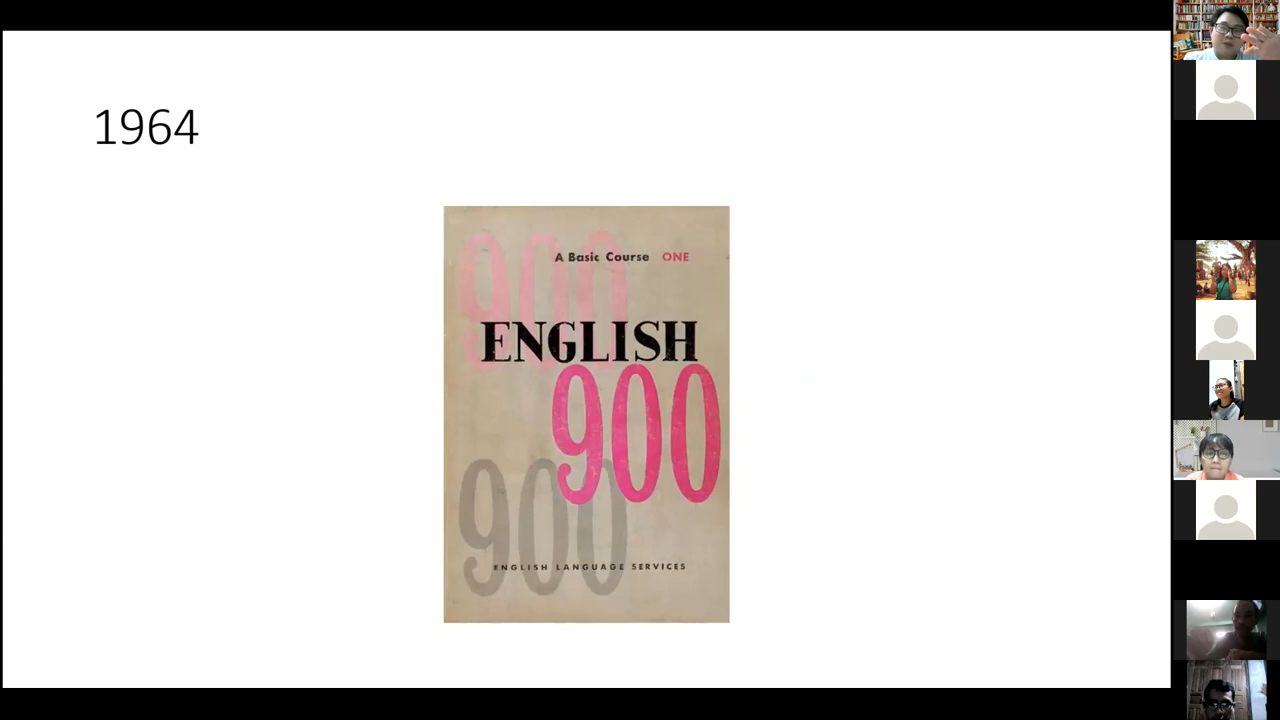 1964
900
A Basic Course ONE
ENGLISH
900
900
ENGLISH LANGUAGE SERVICES